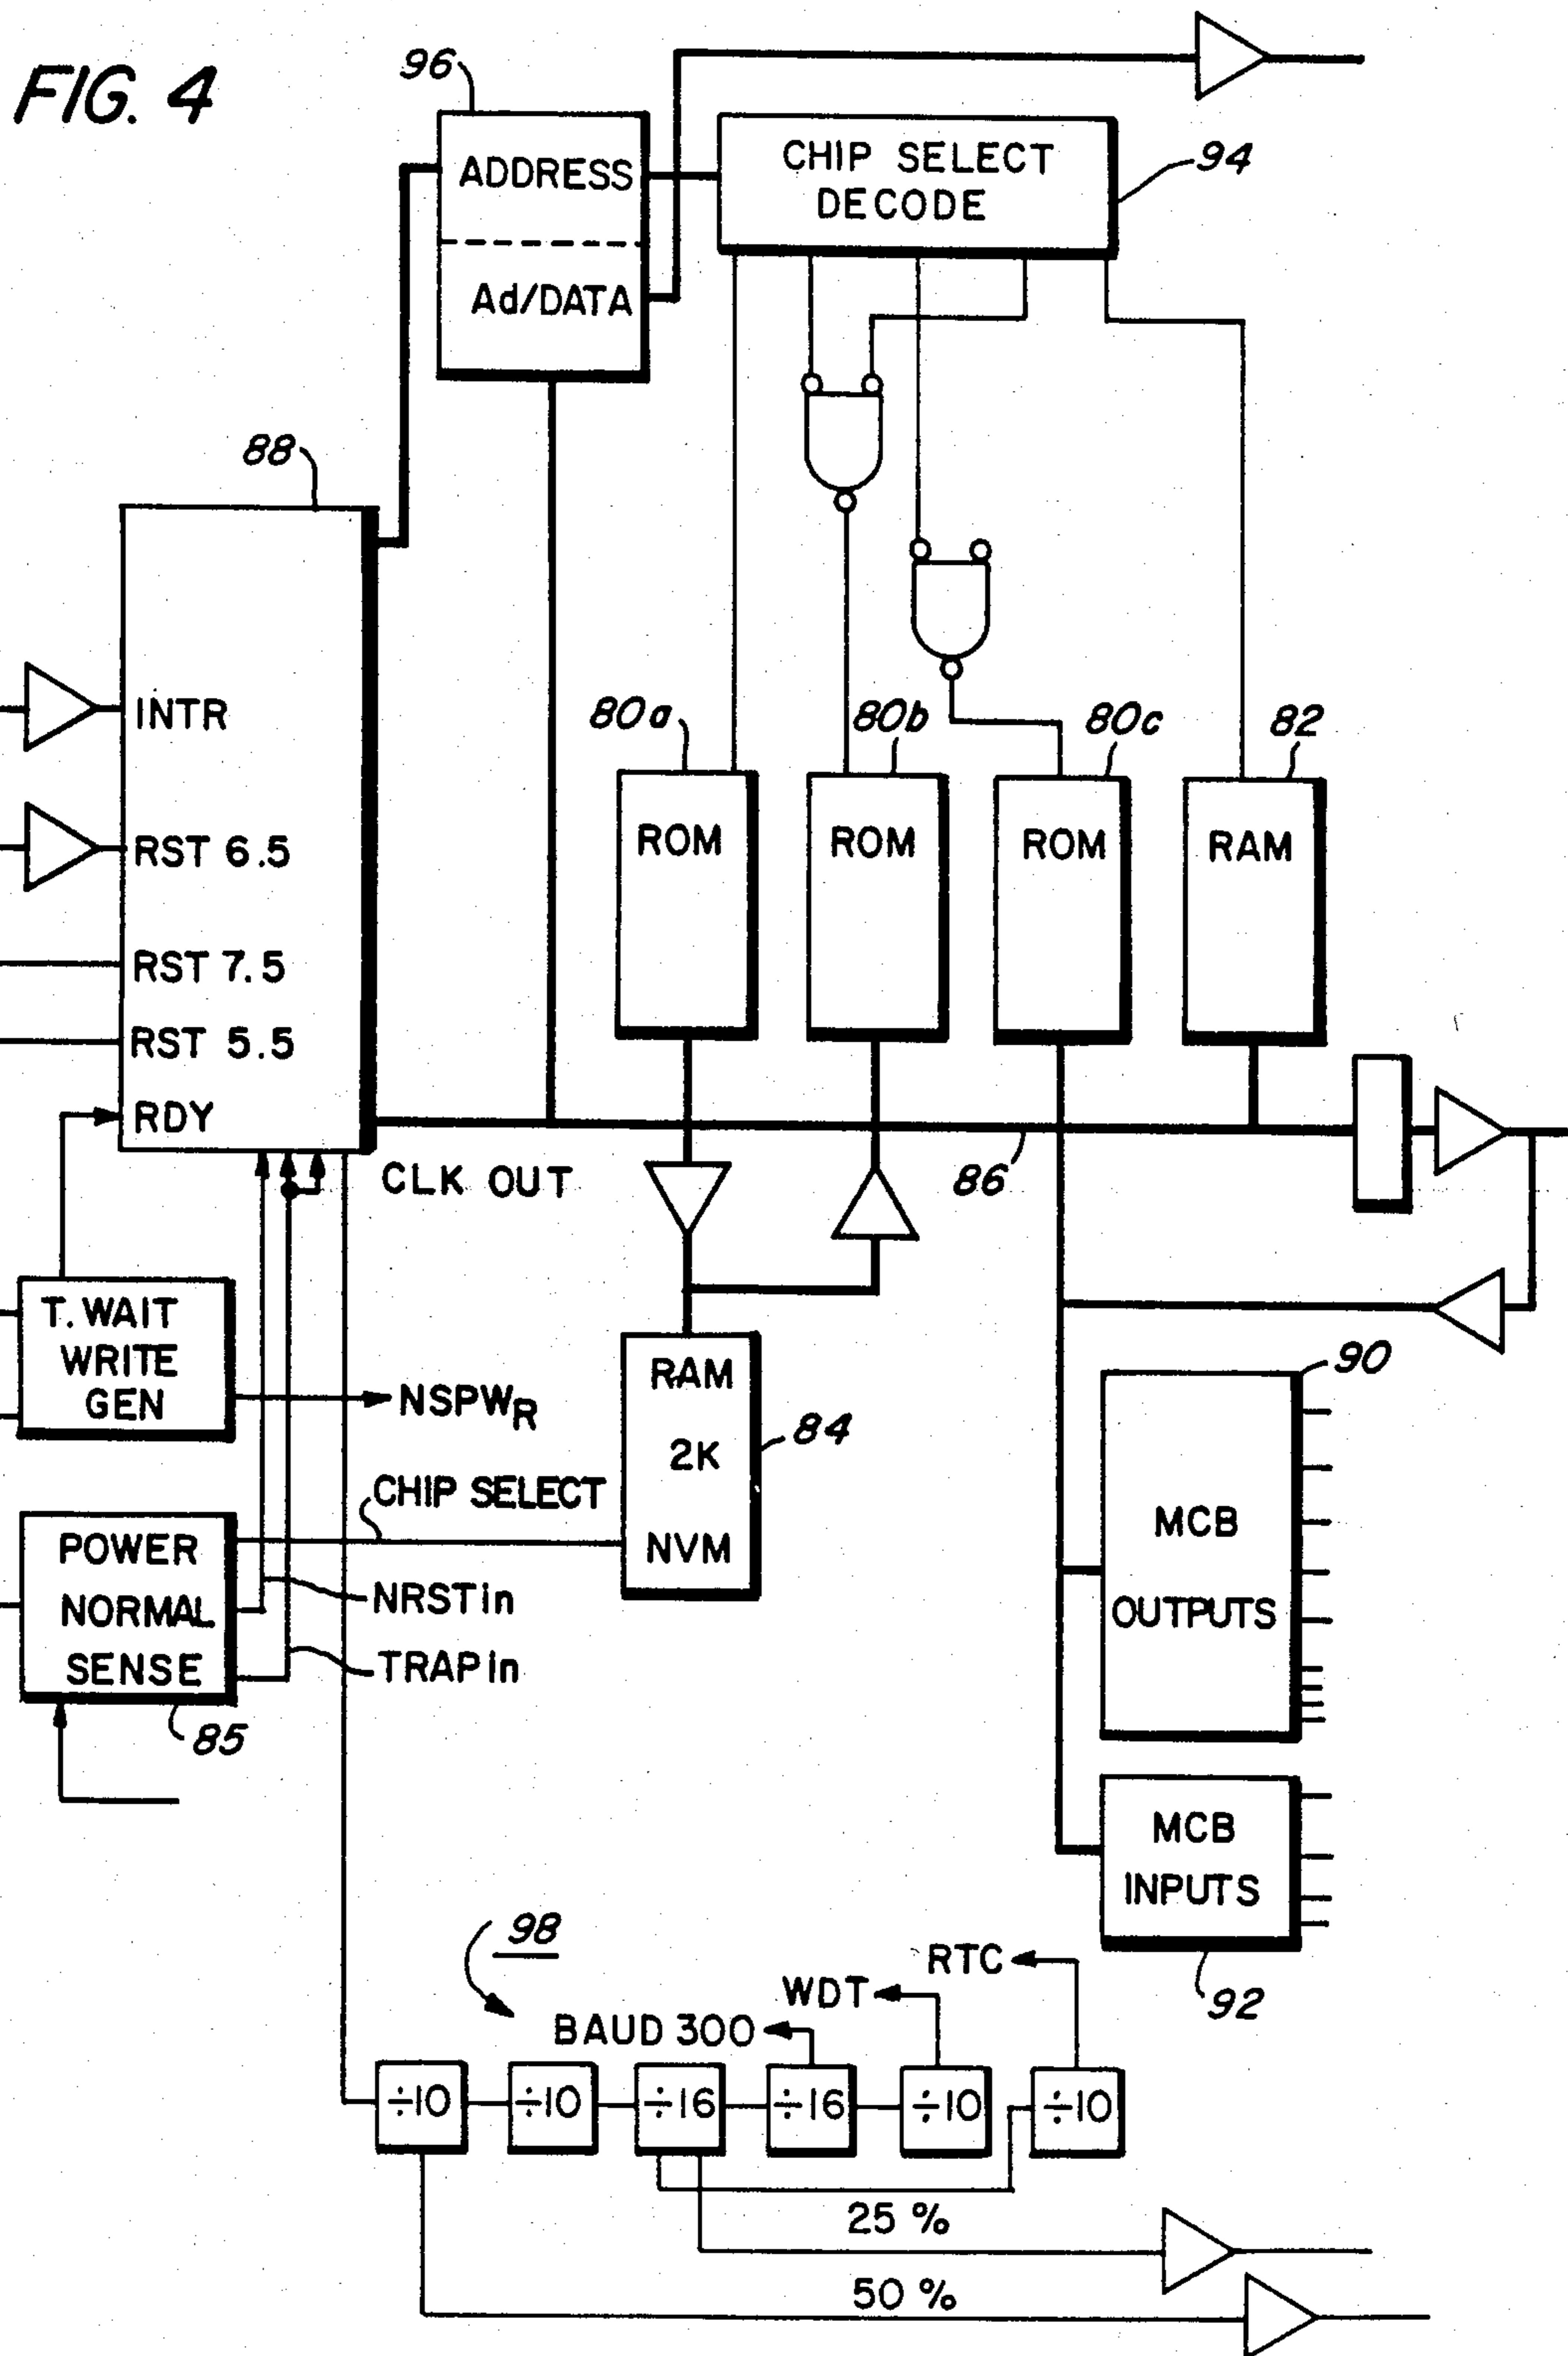 FIG. 4
96
ADDRESS
Ad/DATA
CHIP SELECT
DECODE
94
88
INTR
RST 6.5
RST 7.5
RST 5.5
RDY
CLK OUT
80a
ROM
80b
ROM
80c
ROM
82
RAM
86
T. WAIT
WRITE
GEN
NSPWR
RAM
2K
NVM
84
CHIP SELECT
POWER
NORMAL
SENSE
85
NRSTin
TRAPin
90
MCB
OUTPUTS
MCB
INPUTS
92
98
RTC
WDT
BAUD 300
÷10
÷10
÷16
÷16
÷10
÷10
25 %
50 %